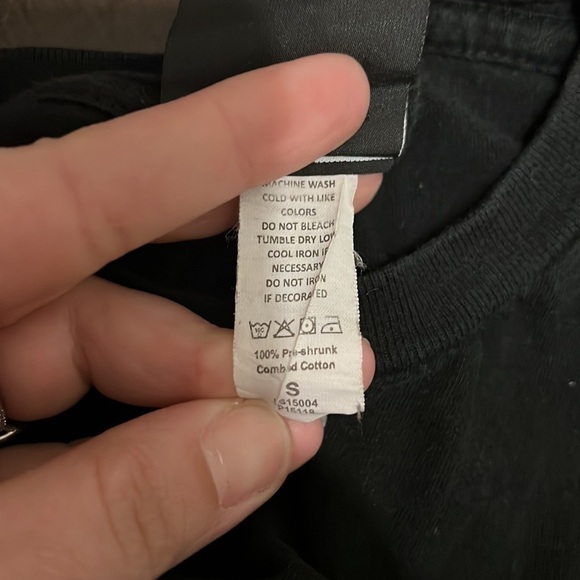 MACHINE WASH
COLD WITH LIKE
COLORS
DO NOT BLEACH
TUMBLE DRY LOW
COOL IRON IF
NECESSARY
DO NOT IRON
IF DECORATED
100% Pre-shrunk
Combed Cotton
S